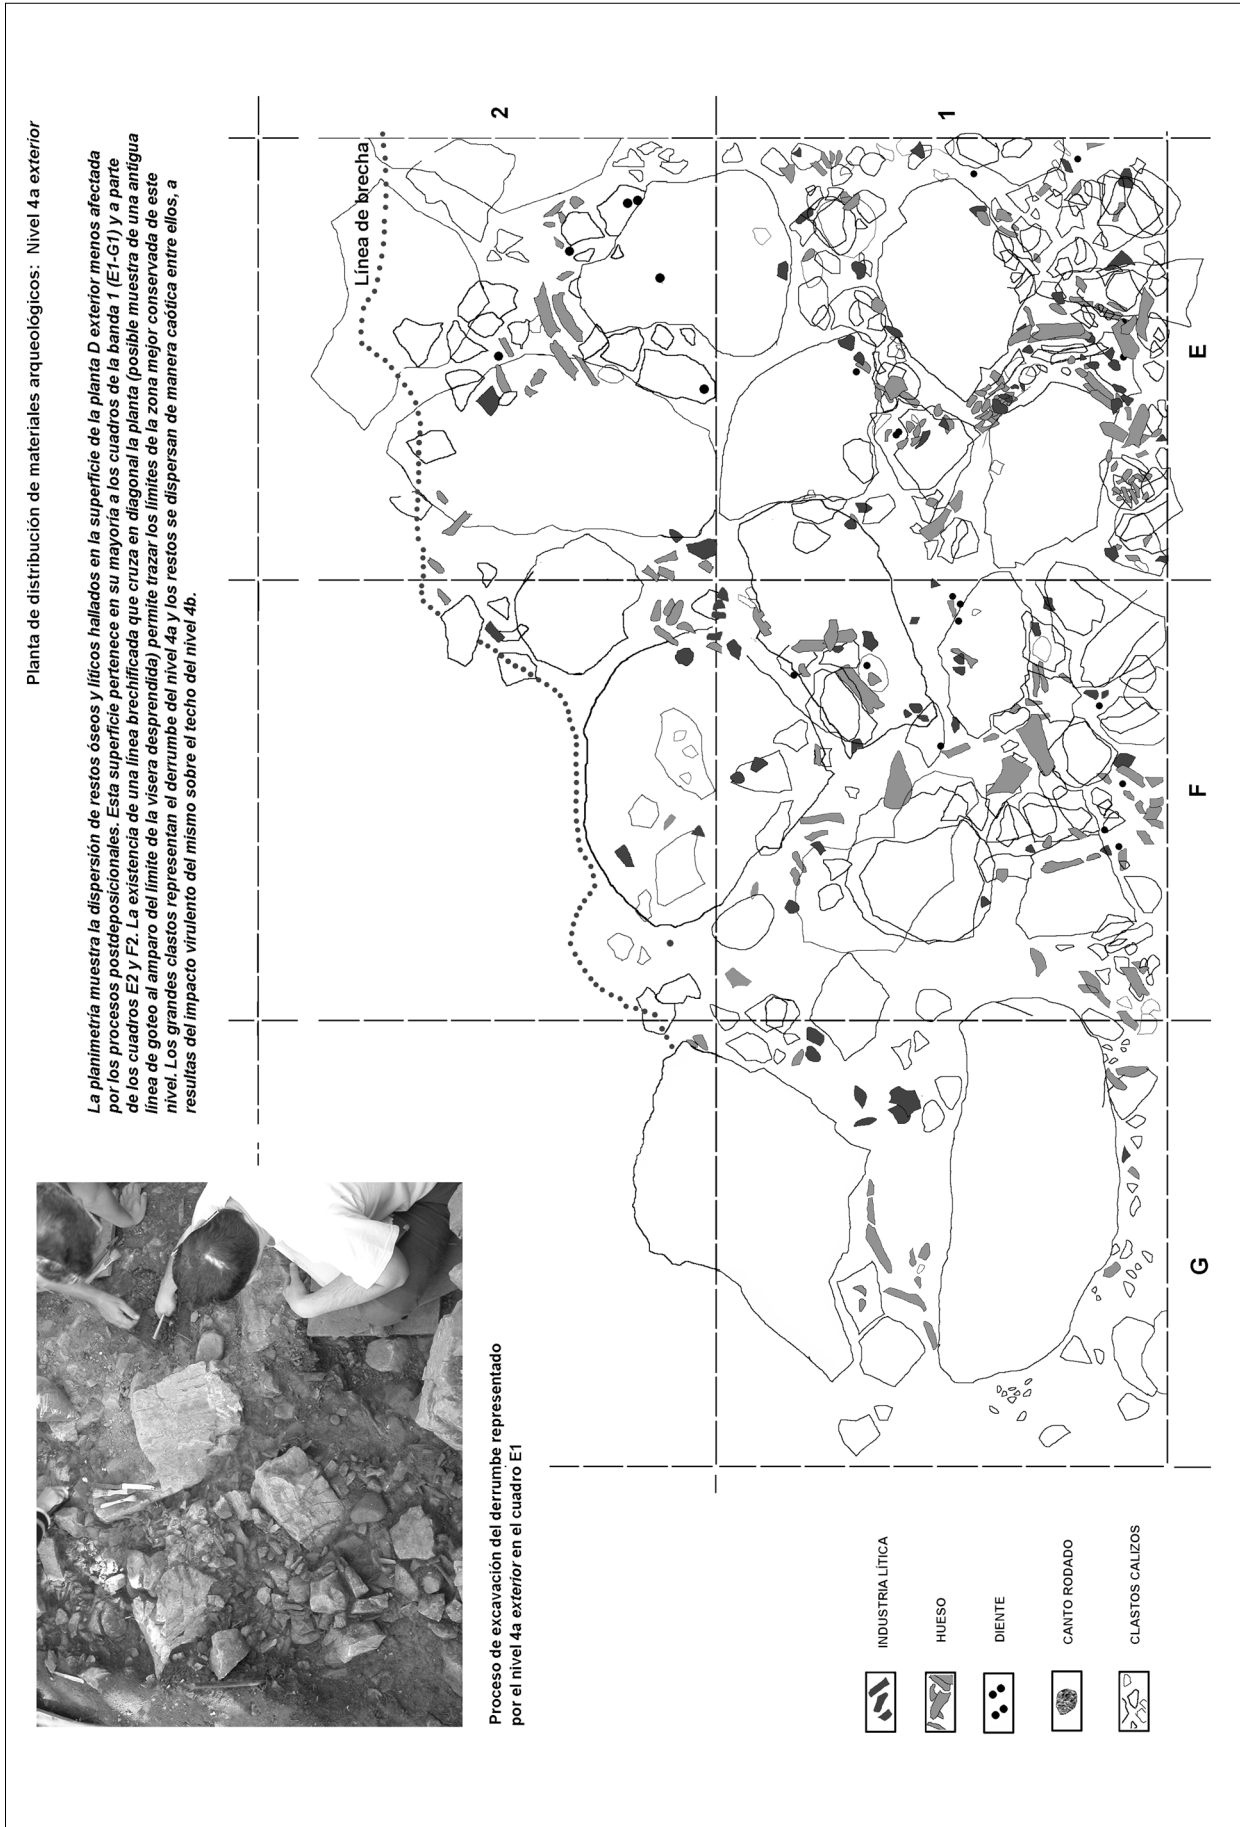 Planta de distribución de materiales arqueológicos: Nivel 4a exterior
La planimetría muestra la dispersión de restos óseos y líticos hallados en la superficie de la planta D exterior menos afectada
por los procesos postdeposicionales. Esta superficie pertenece en su mayoría a los cuadros de la banda 1 (E1-G1) y a parte
de los cuadros E2 y F2. La existencia de una línea brechificada que cruza en diagonal la planta (posible muestra de una antigua
línea de goteo al amparo del límite de la visera desprendida) permite trazar los límites de la zona mejor conservada de este
nivel. Los grandes clastos representan el derrumbe del nivel 4a y los restos se dispersan de manera caótica entre ellos, a
resultas del impacto virulento del mismo sobre el techo del nivel 4b.
Línea de brecha
2
1
G
F
E
Proceso de excavación del derrumbe representado
por el nivel 4a exterior en el cuadro E1
INDUSTRIA LÍTICA
HUESO
DIENTE
CANTO RODADO
CLASTOS CALIZOS